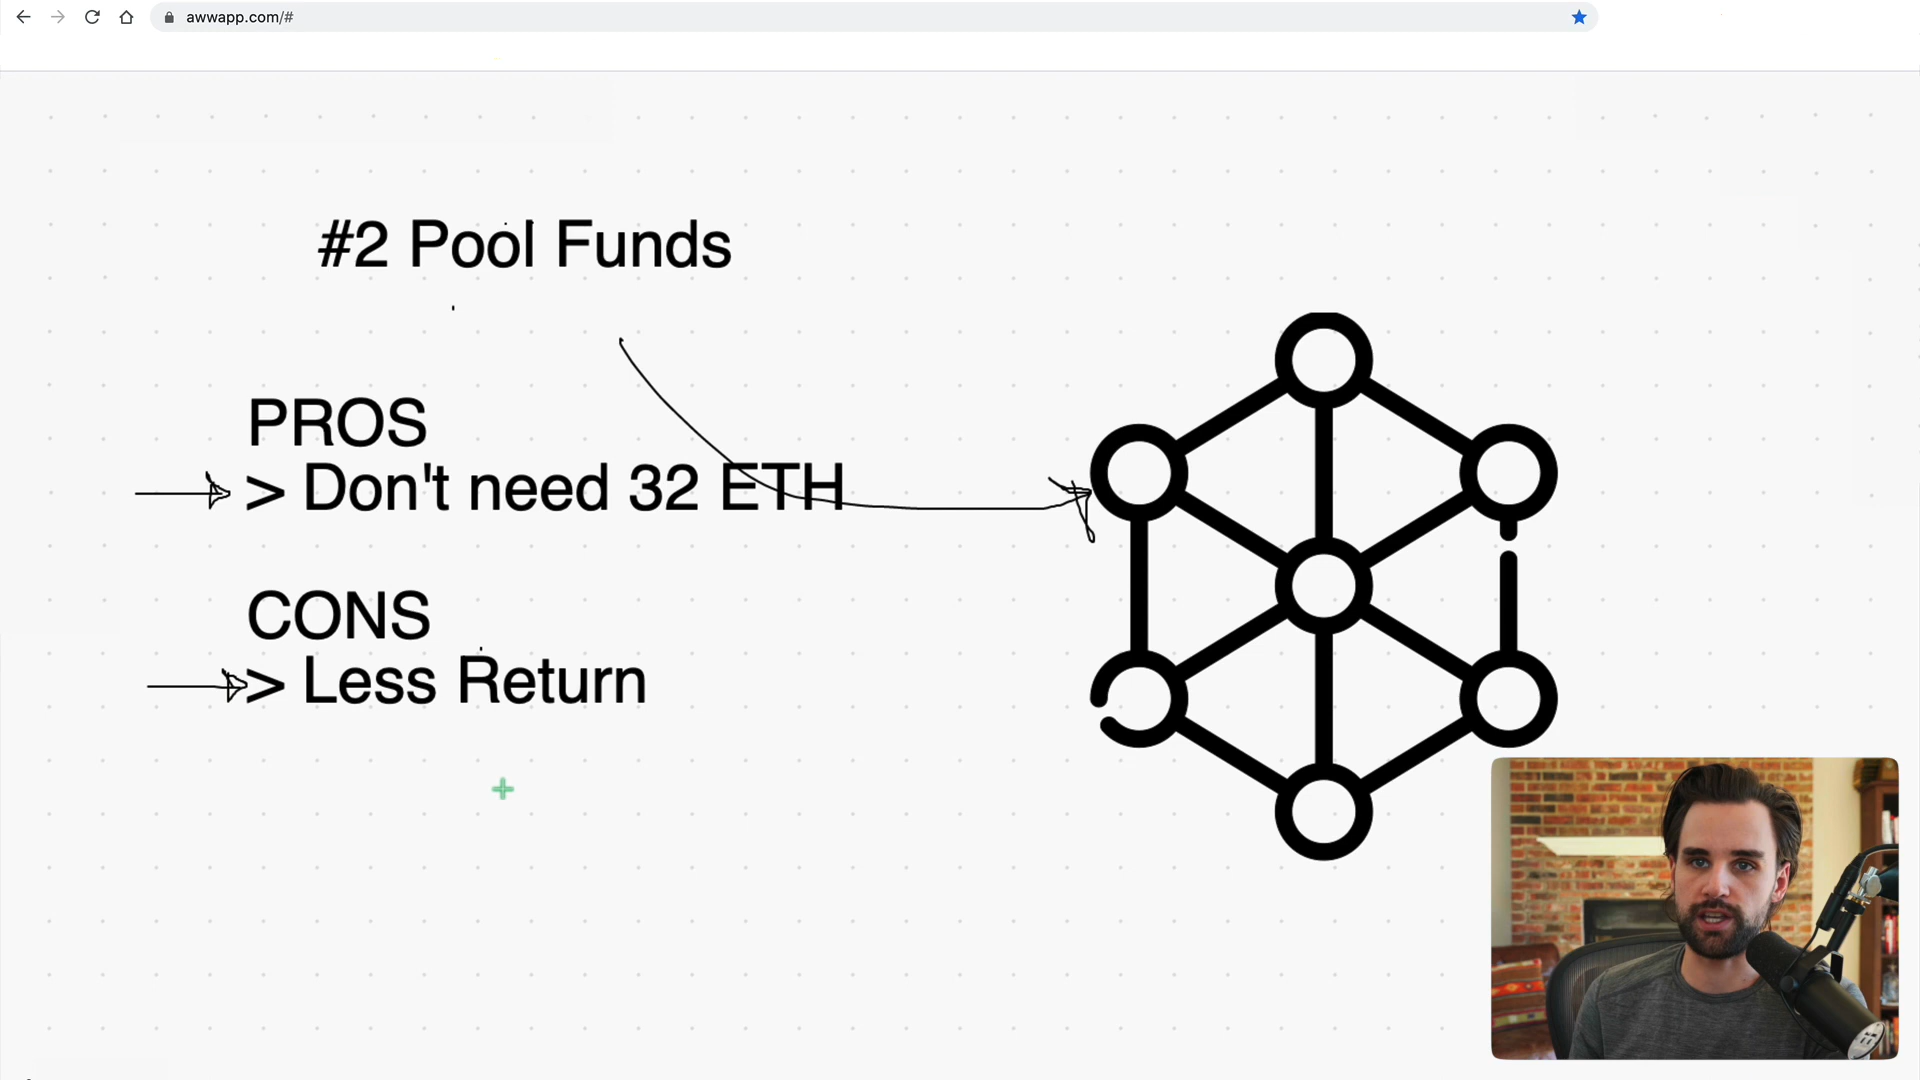 awwapp.com/#
#2 Pool Funds
PROS
> Don't need 32 ETH
CONS
> Less Return